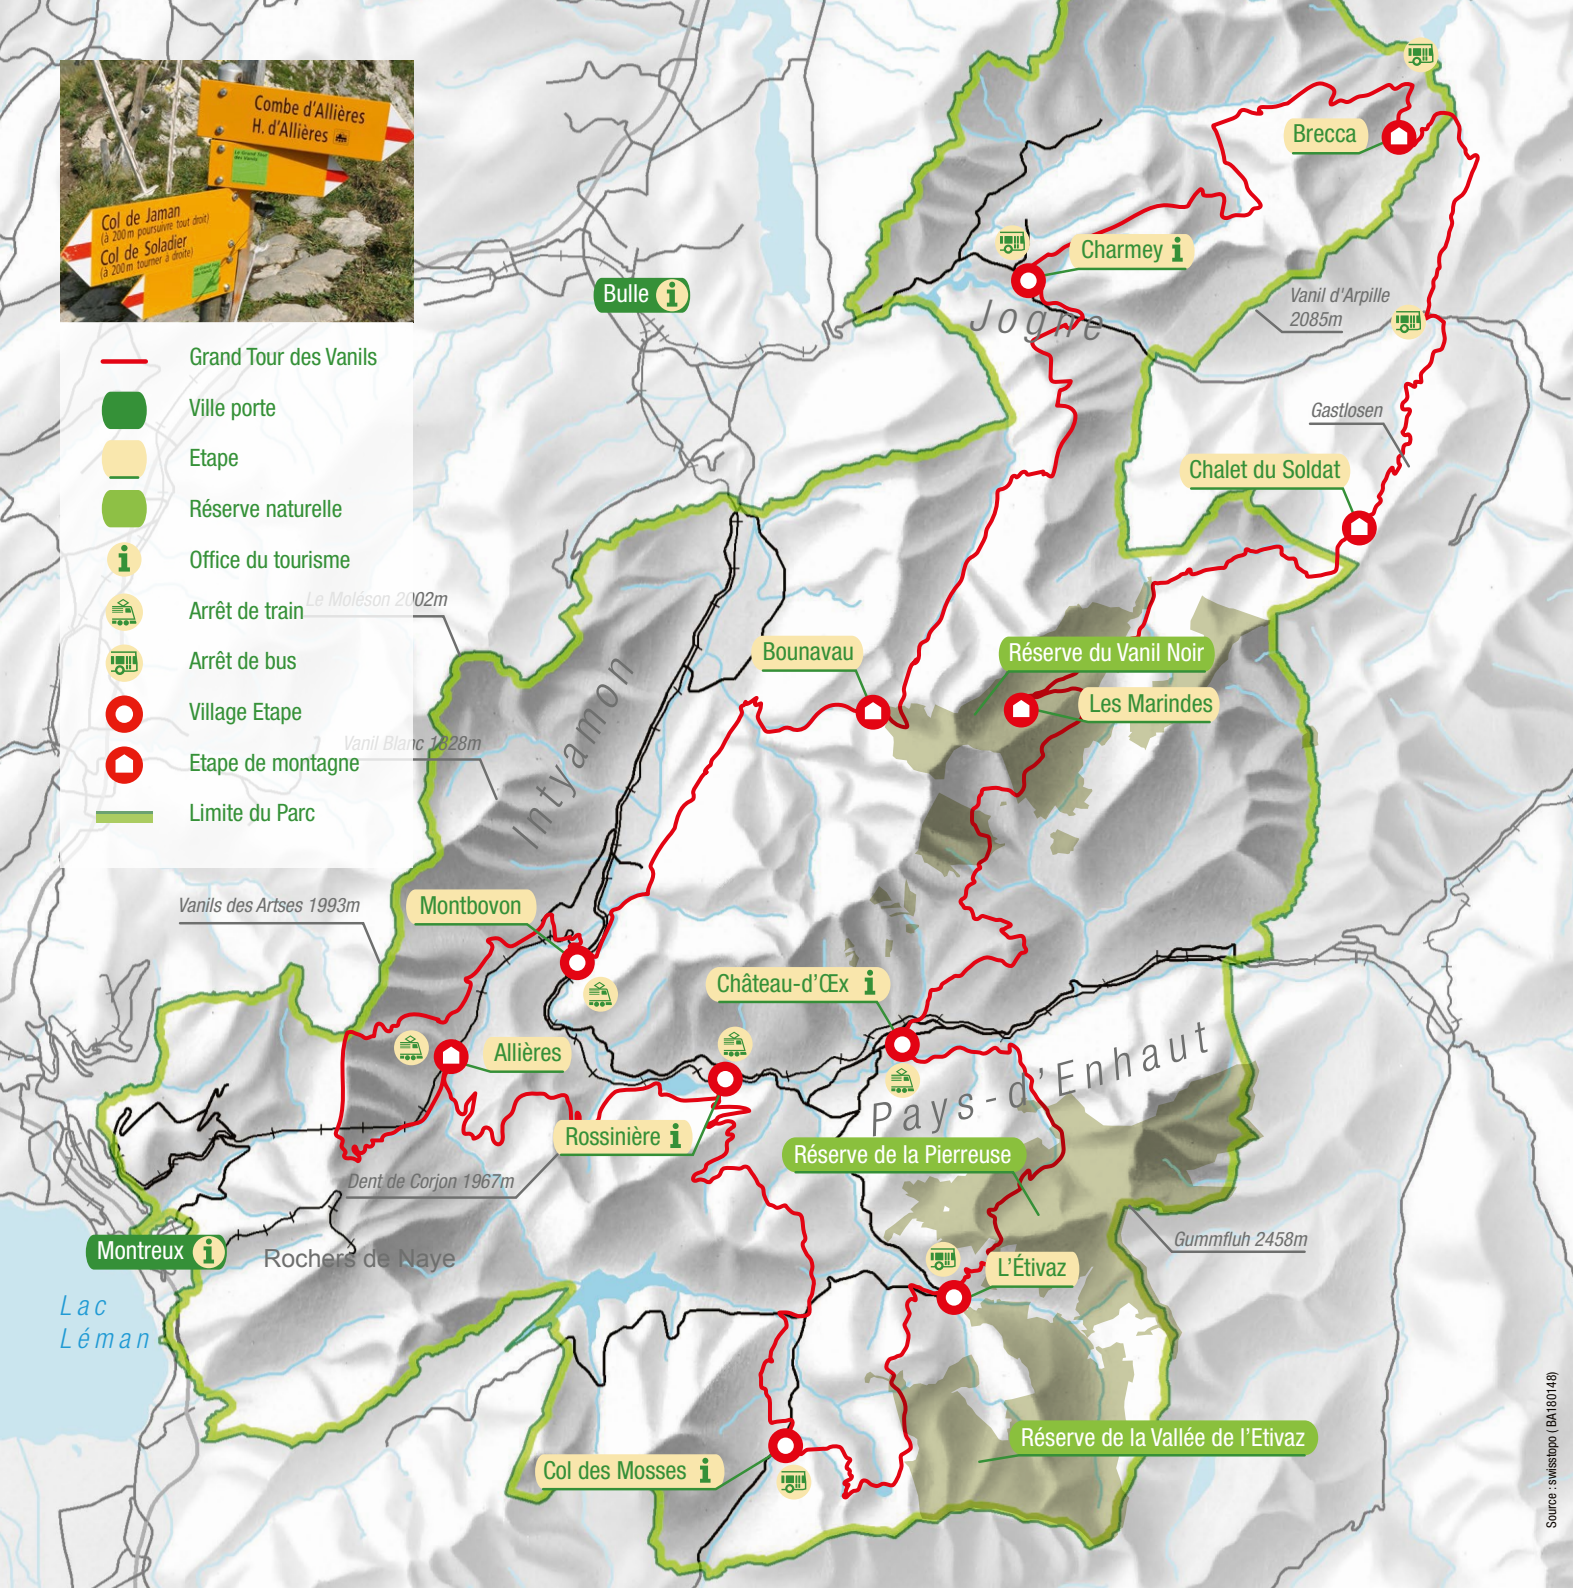 Combe d'Allières
H. d'Allières
Le Grand Tour
des Vanils
Col de Jaman
(à 200m poursuivre tout droit)
Col de Soladier
(à 200m tourner à droite)
Grand Tour des Vanils
Ville porte
Etape
Réserve naturelle
Office du tourisme
Arrêt de train
Arrêt de bus
Village Etape
Etape de montagne
Limite du Parc
Brecca
Charmey i
Bulle i
Jogne
Vanil d'Arpille
2085m
Gastlosen
Chalet du Soldat
Le Moléson 2002m
Intyamon
Bounavau
Réserve du Vanil Noir
Les Marindes
Vanil Blanc 1828m
Vanils des Artses 1993m
Montbovon
Château-d'Œx i
Allières
Pays-d'Enhaut
Rossinière i
Réserve de la Pierreuse
Dent de Corjon 1967m
Gummfluh 2458m
Montreux i
Rochers de Naye
L'Étivaz
Lac
Léman
Réserve de la Vallée de l'Etivaz
Col des Mosses i
Source : swisstopo (BA180148)